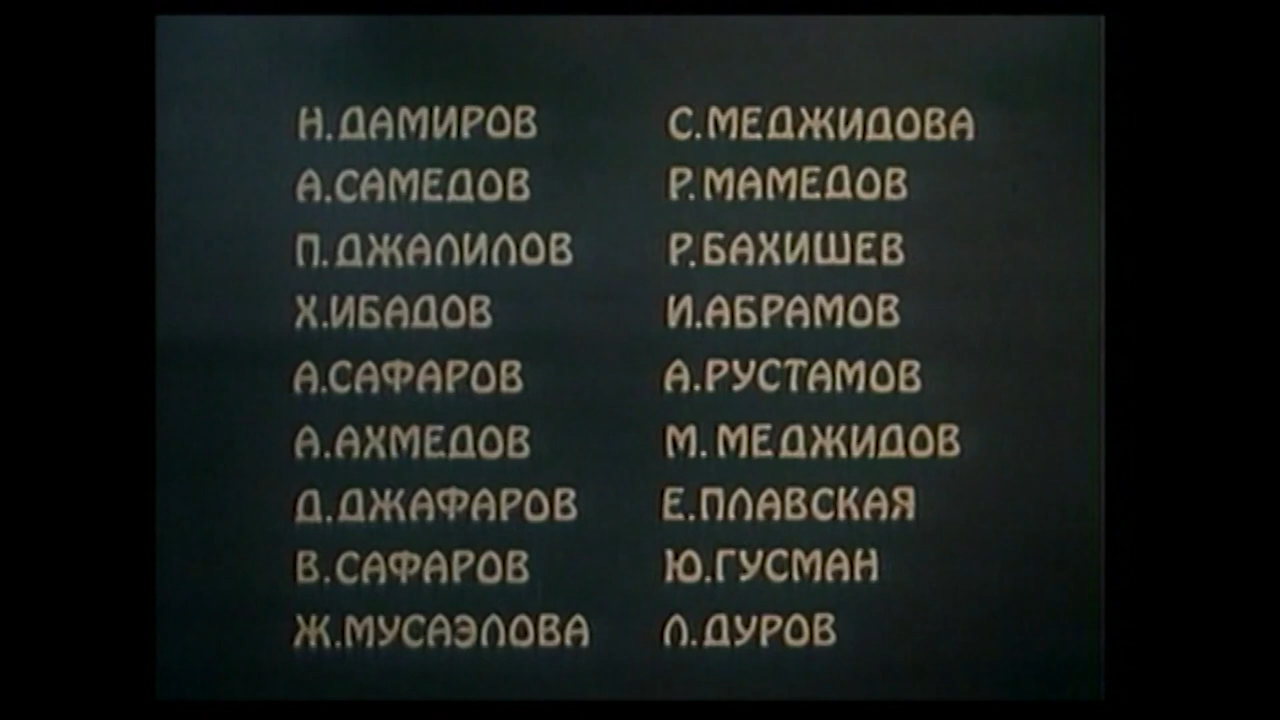 Н.ДАМИРОВ
А.САМЕДОВ
П.ДЖАЛИЛОВ
Х.ИБАДОВ
А.САФАРОВ
А.АХМЕДОВ
Д.ДЖАФАРОВ
В.САФАРОВ
Ж.МУСАЭЛОВА
С.МЕДЖИДОВА
Р.МАМЕДОВ
Р.БАХИШЕВ
И.АБРАМОВ
А.РУСТАМОВ
М.МЕДЖИДОВ
Е.ПЛАВСКАЯ
Ю.ГУСМАН
Л.ДУРОВ